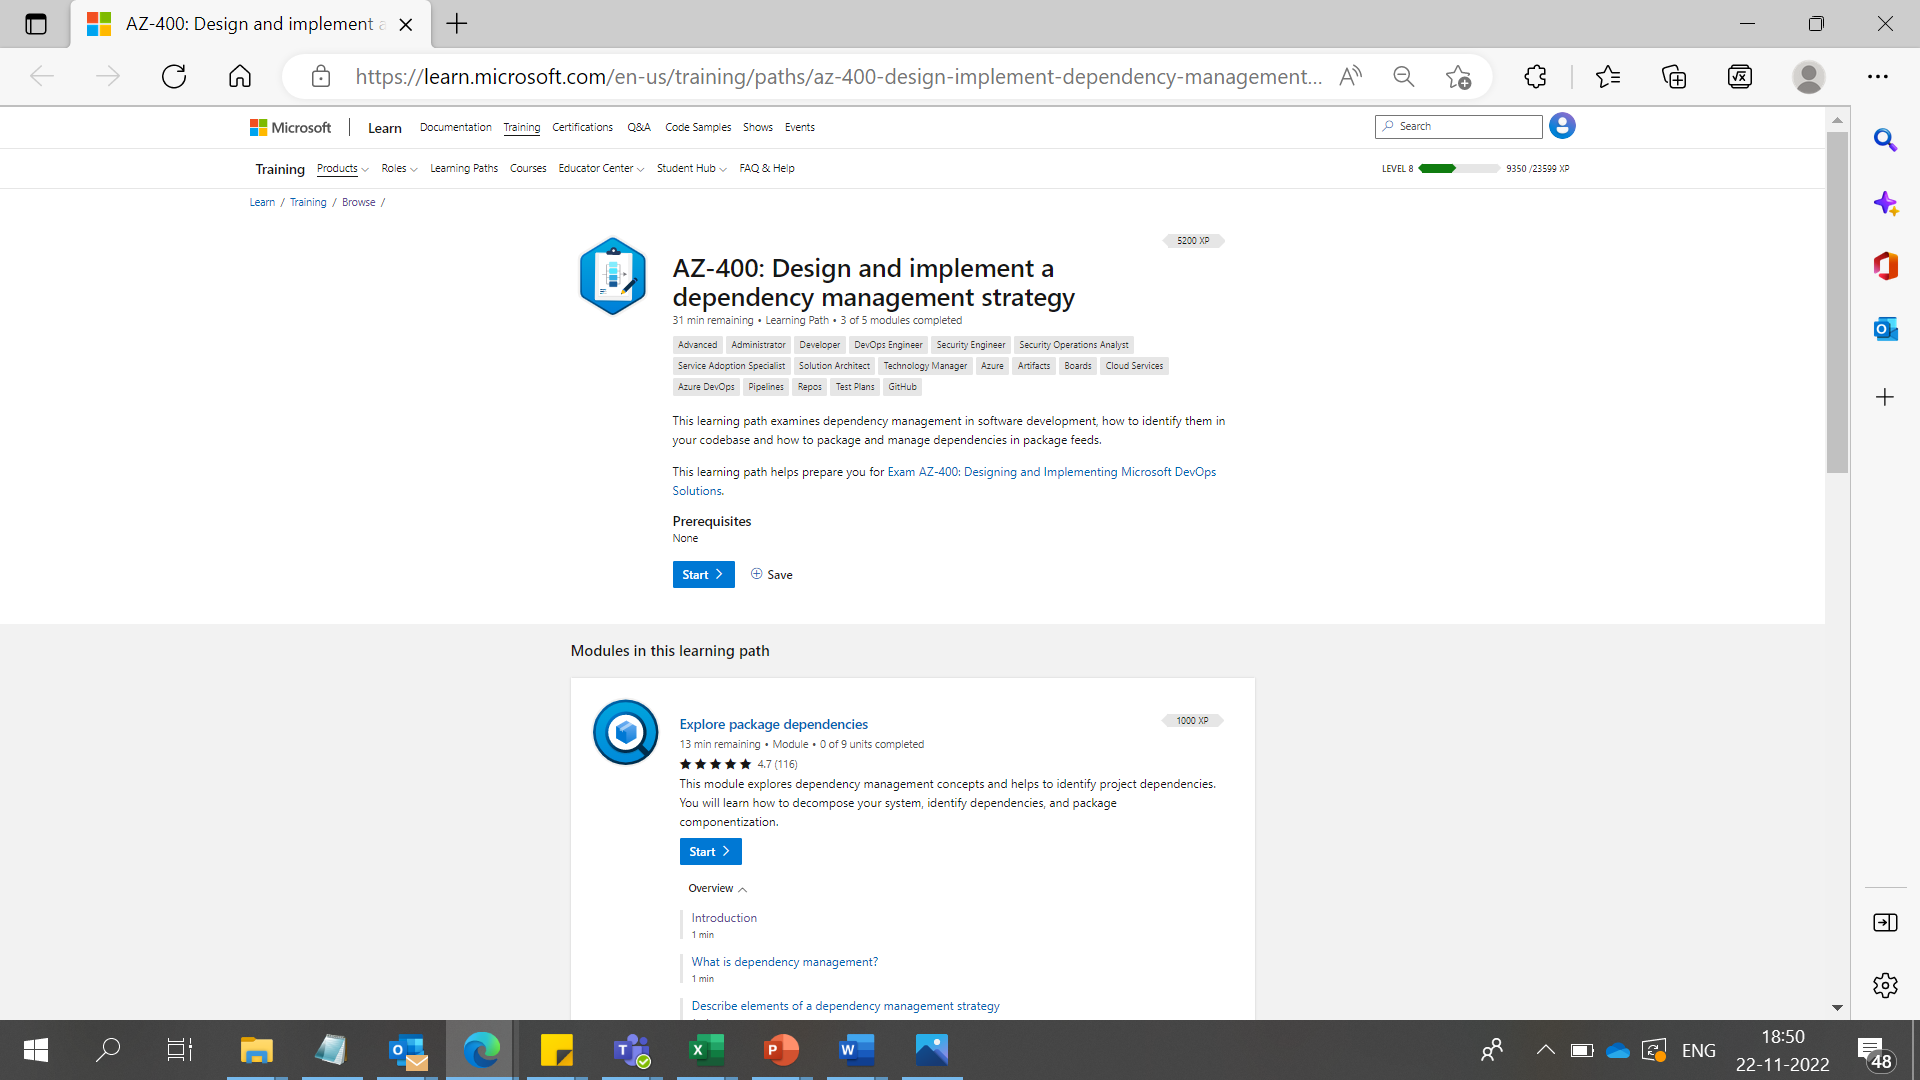 AZ-400: Design and implement a
https://learn.microsoft.com/en-us/training/paths/az-400-design-implement-dependency-management...
Microsoft Learn Documentation Training Certifications Q&A Code Samples Shows Events Search
Training Products Roles Learning Paths Courses Educator Center Student Hub FAQ & Help LEVEL 8 9350 /23599 XP
Learn / Training / Browse /
5200 XP
AZ-400: Design and implement a
dependency management strategy
31 min remaining • Learning Path • 3 of 5 modules completed
Advanced Administrator Developer DevOps Engineer Security Engineer Security Operations Analyst
Service Adoption Specialist Solution Architect Technology Manager Azure Artifacts Boards Cloud Services
Azure DevOps Pipelines Repos Test Plans GitHub
This learning path examines dependency management in software development, how to identify them in
your codebase and how to package and manage dependencies in package feeds.
This learning path helps prepare you for Exam AZ-400: Designing and Implementing Microsoft DevOps
Solutions.
Prerequisites
None
Start Save
Modules in this learning path
Explore package dependencies 1000 XP
13 min remaining • Module • 0 of 9 units completed
4.7 (116)
This module explores dependency management concepts and helps to identify project dependencies.
You will learn how to decompose your system, identify dependencies, and package
componentization.
Start
Overview
Introduction
1 min
What is dependency management?
1 min
Describe elements of a dependency management strategy
ENG
18:50
22-11-2022
48